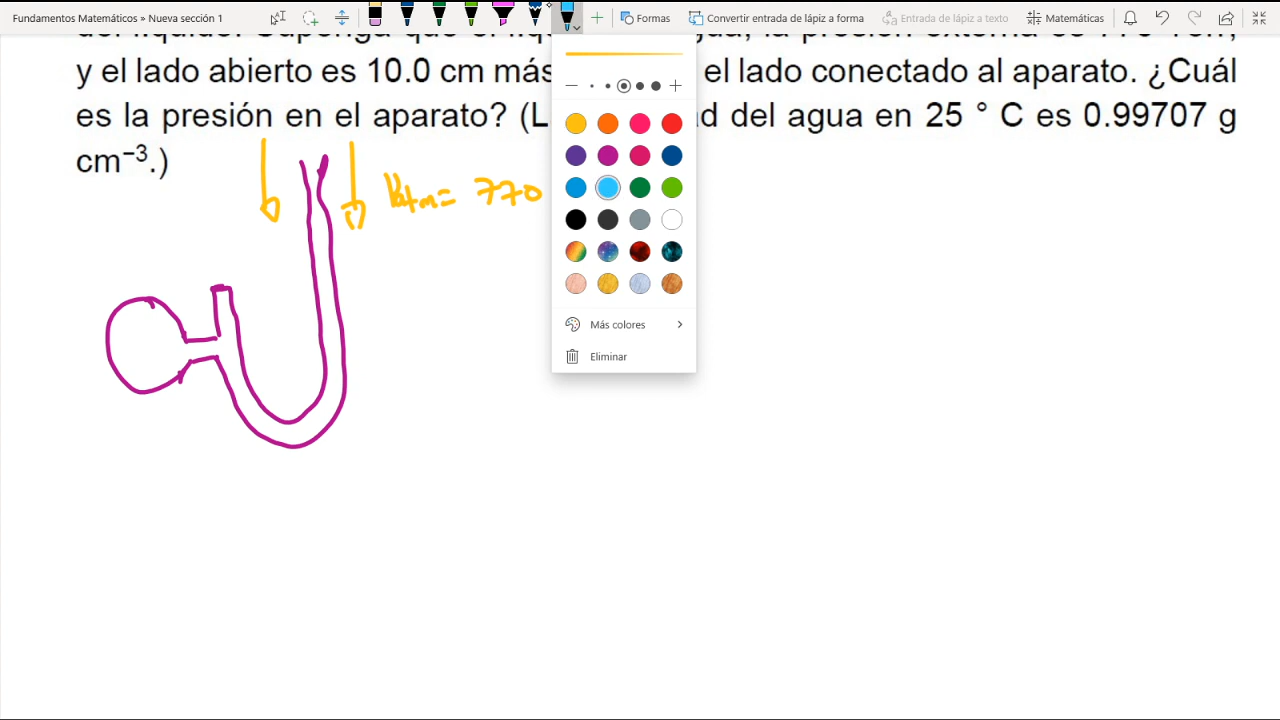 Fundamentos Matemáticos » Nueva sección 1
Formas
Convertir entrada de lápiz a forma
Entrada de lápiz a texto
Matemáticas
y el lado abierto es 10.0 cm más el lado conectado al aparato. ¿Cuál
es la presión en el aparato? (L d del agua en 25 ° C es 0.99707 g
cm⁻³.)
Patm = 770
Más colores
Eliminar